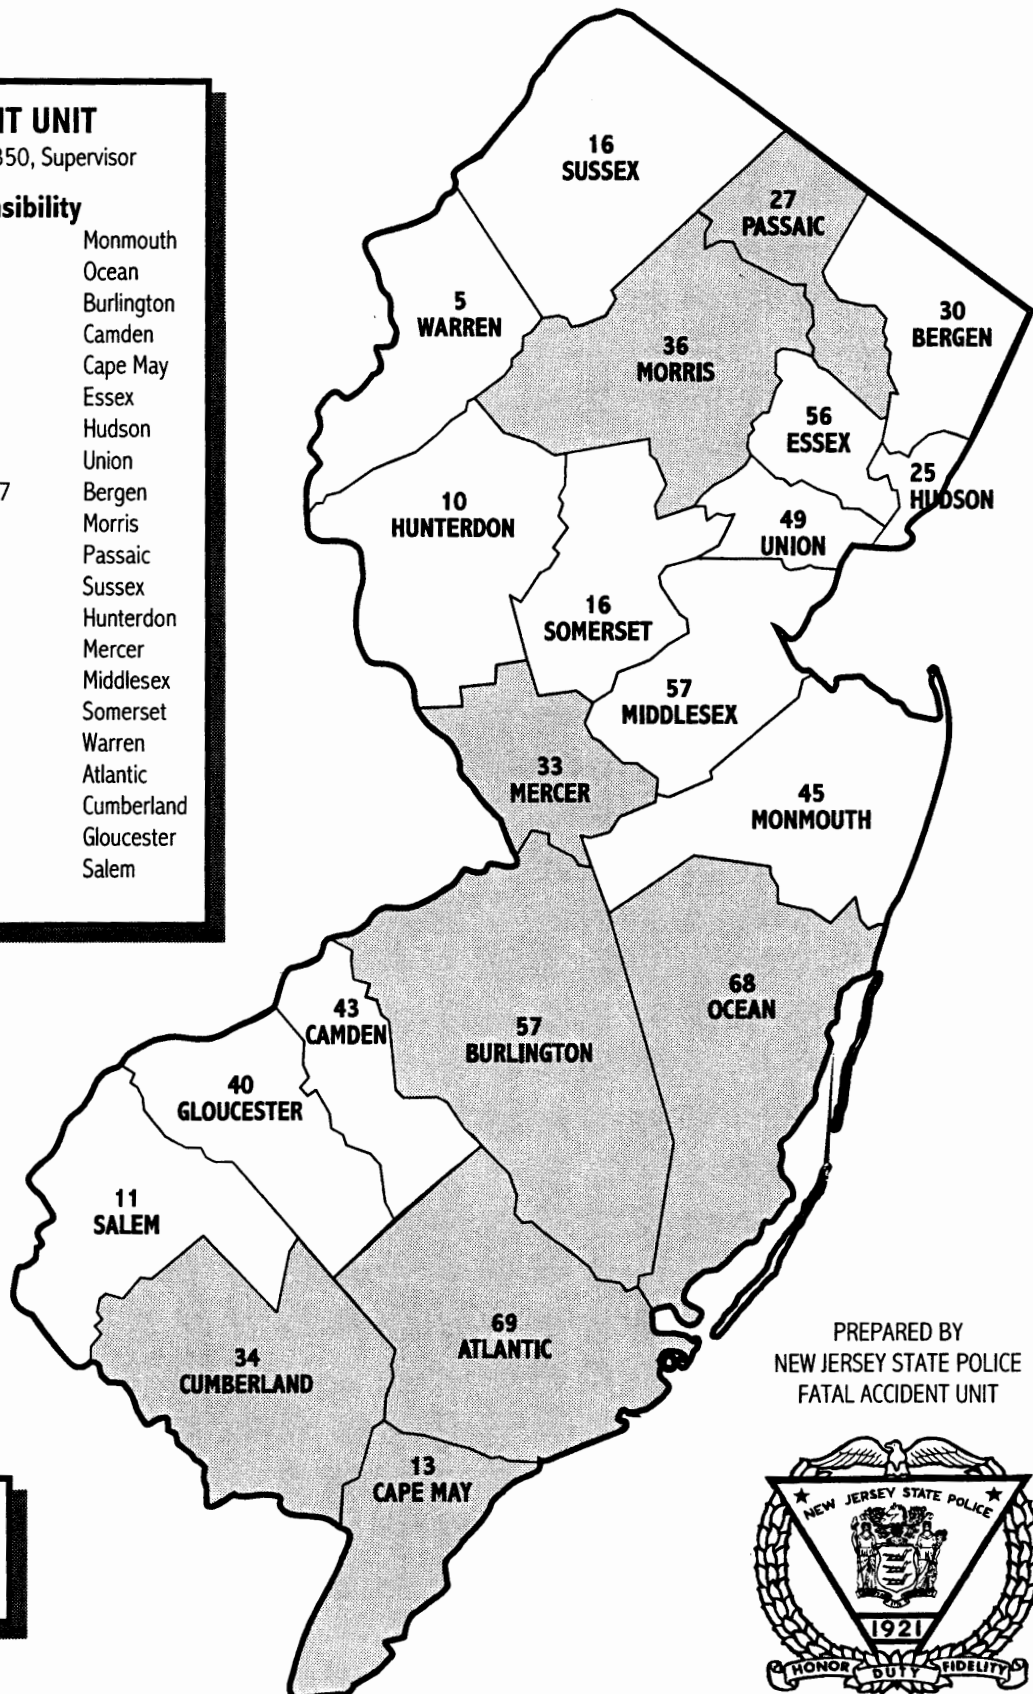 IT UNIT
350, Supervisor
nsibility
Monmouth
Ocean
Burlington
Camden
Cape May
Essex
Hudson
Union
7 Bergen
Morris
Passaic
Sussex
Hunterdon
Mercer
Middlesex
Somerset
Warren
Atlantic
Cumberland
Gloucester
Salem
16
SUSSEX
27
PASSAIC
5
WARREN
36
MORRIS
30
BERGEN
56
ESSEX
25
HUDSON
10
HUNTERDON
49
UNION
16
SOMERSET
57
MIDDLESEX
33
MERCER
45
MONMOUTH
68
OCEAN
43
CAMDEN
57
BURLINGTON
40
GLOUCESTER
11
SALEM
69
ATLANTIC
34
CUMBERLAND
13
CAPE MAY
PREPARED BY
NEW JERSEY STATE POLICE
FATAL ACCIDENT UNIT
NEW JERSEY STATE POLICE
1921
HONOR DUTY FIDELITY